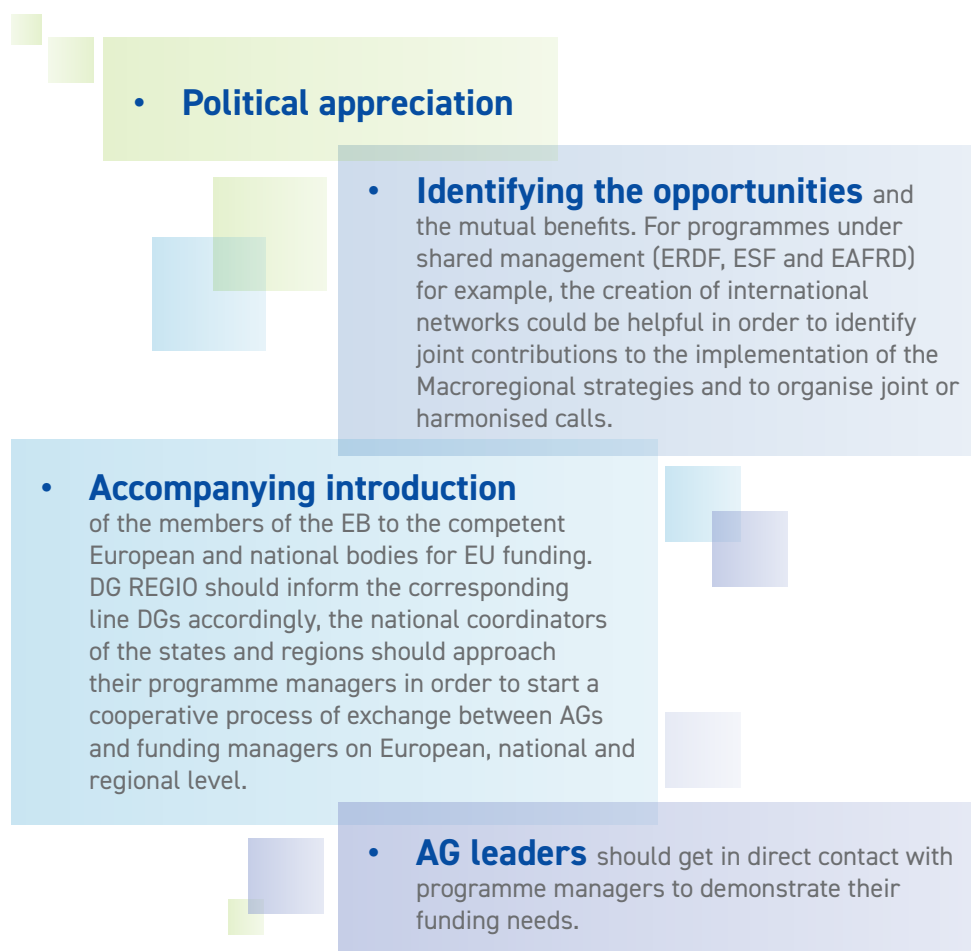 • Political appreciation
• Identifying the opportunities and
the mutual benefits. For programmes under
shared management (ERDF, ESF and EAFRD)
for example, the creation of international
networks could be helpful in order to identify
joint contributions to the implementation of the
Macroregional strategies and to organise joint or
harmonised calls.
• Accompanying introduction
of the members of the EB to the competent
European and national bodies for EU funding.
DG REGIO should inform the corresponding
line DGs accordingly, the national coordinators
of the states and regions should approach
their programme managers in order to start a
cooperative process of exchange between AGs
and funding managers on European, national and
regional level.
• AG leaders should get in direct contact with
programme managers to demonstrate their
funding needs.